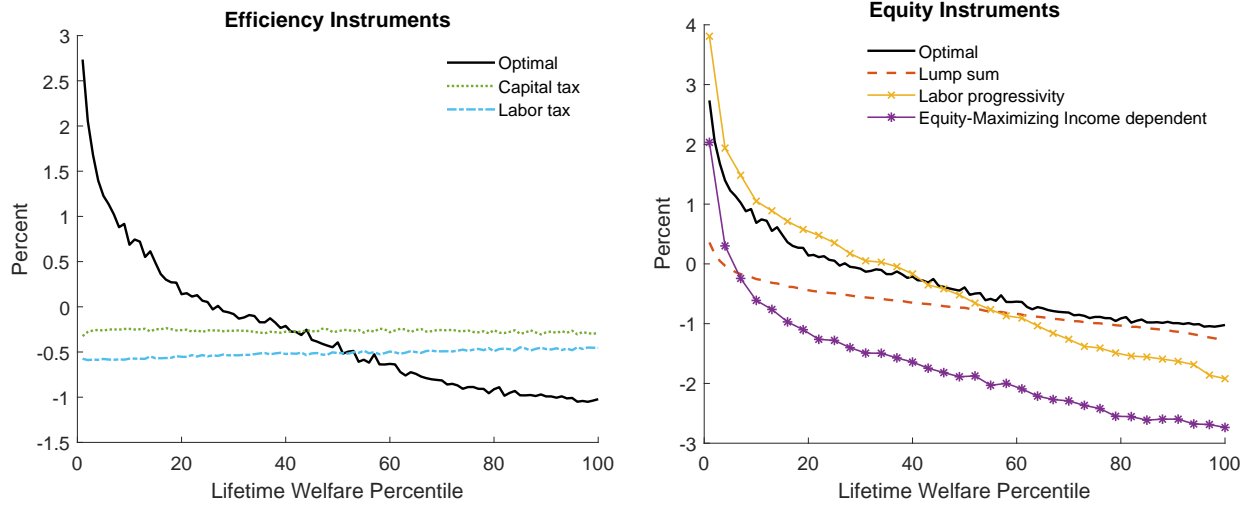 Efficiency Instruments
3
2.5
2
1.5
1
0.5
0
-0.5
-1
-1.5
Percent
Optimal
Capital tax
Labor tax
0
20
40
60
80
100
Lifetime Welfare Percentile
Equity Instruments
4
3
2
1
0
-1
-2
-3
Percent
Optimal
Lump sum
Labor progressivity
Equity-Maximizing Income dependent
0
20
40
60
80
100
Lifetime Welfare Percentile